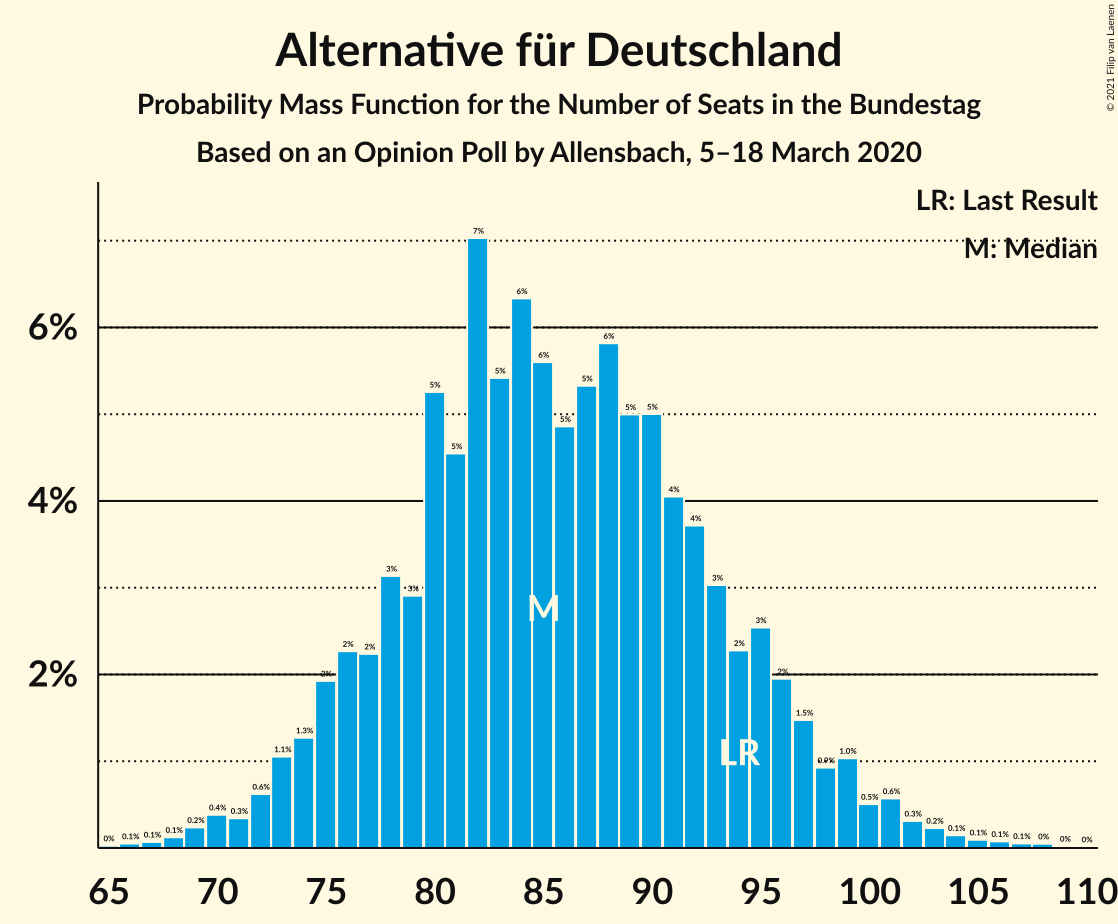 Alternative für Deutschland
Probability Mass Function for the Number of Seats in the Bundestag
Based on an Opinion Poll by Allensbach, 5–18 March 2020
© 2021 Filip van Laenen
LR: Last Result
M: Median
6%
4%
2%
0% 0.1% 0.1% 0.1% 0.2% 0.4% 0.3% 0.6% 1.1% 1.3% 2% 2% 2% 3% 3% 5% 5% 7% 5% 6% 6% 5% 5% 6% 5% 5% 4% 4% 3% 2% 3% 2% 1.5% 0.9% 1.0% 0.5% 0.6% 0.3% 0.2% 0.1% 0.1% 0.1% 0.1% 0% 0% 0%
M
LR
65 70 75 80 85 90 95 100 105 110